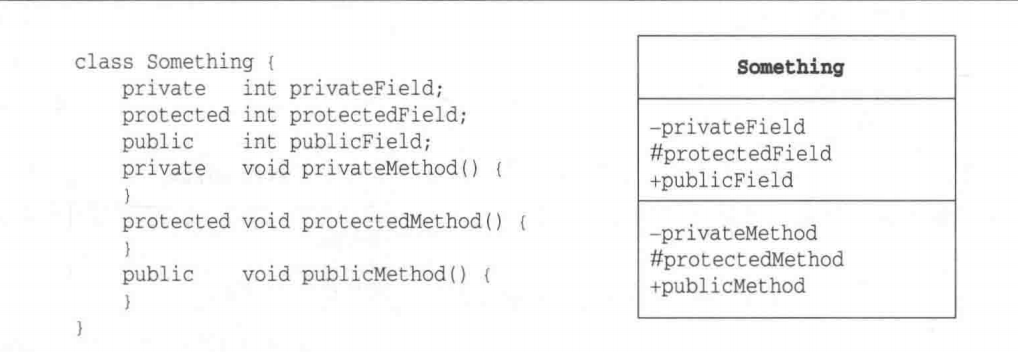 class Something {
    private   int privateField;
    protected int protectedField;
    public    int publicField;
    private   void privateMethod() {
    }
    protected void protectedMethod() {
    }
    public    void publicMethod() {
    }
}
Something
–privateField
#protectedField
+publicField
–privateMethod
#protectedMethod
+publicMethod